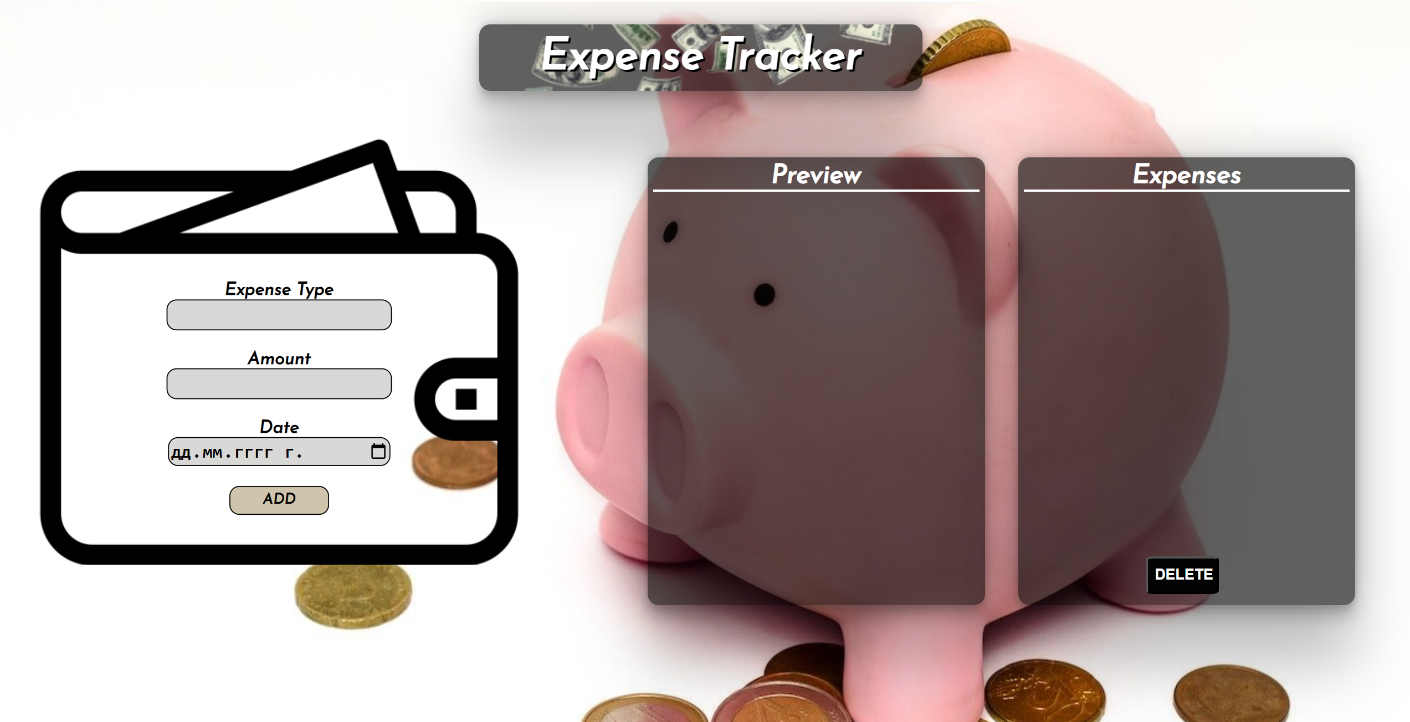 Expense Tracker
Preview
Expenses
Expense Type
Amount
Date
дд.мм.гггг г.
ADD
DELETE